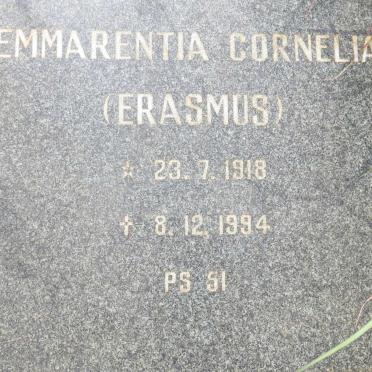 EMMARENTIA CORNELIA
(ERASMUS)
☆ 23. 7. 1918
✝ 8. 12. 1994
PS 51